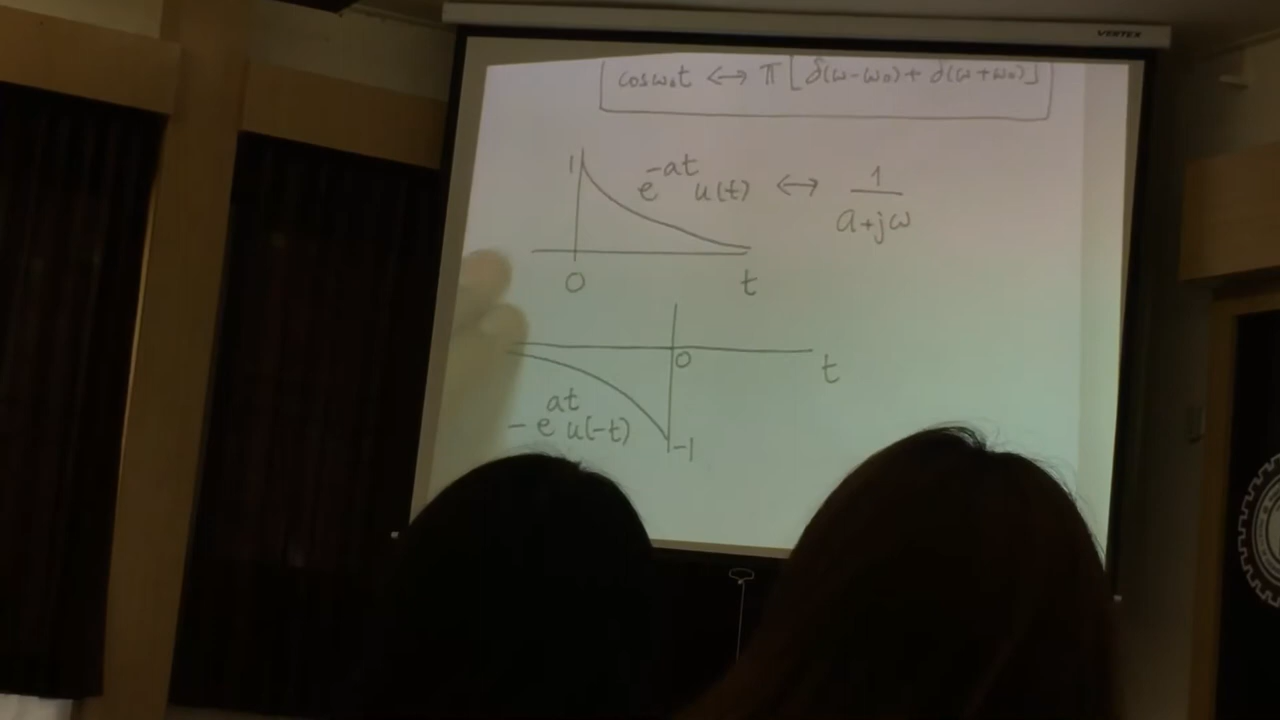 VERTEX
cosω₀t ↔ π[δ(ω-ω₀)+δ(ω+ω₀)]
1
e^{-at} u(t) ↔ 1/(a+jω)
0 t
0
t
-e^{at} u(-t)
-1